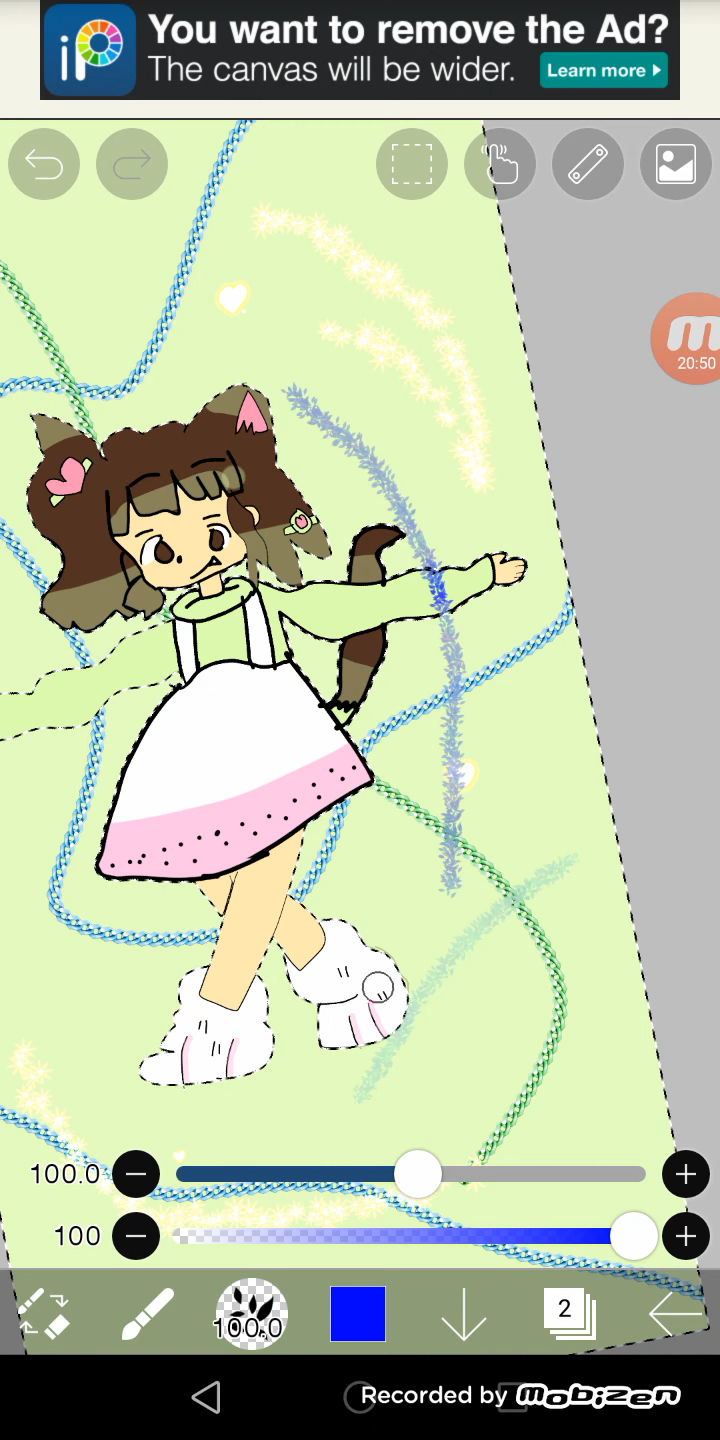 iP
You want to remove the Ad?
The canvas will be wider.
Learn more
20:50
100.0
100
100.0
2
Recorded by mobizen